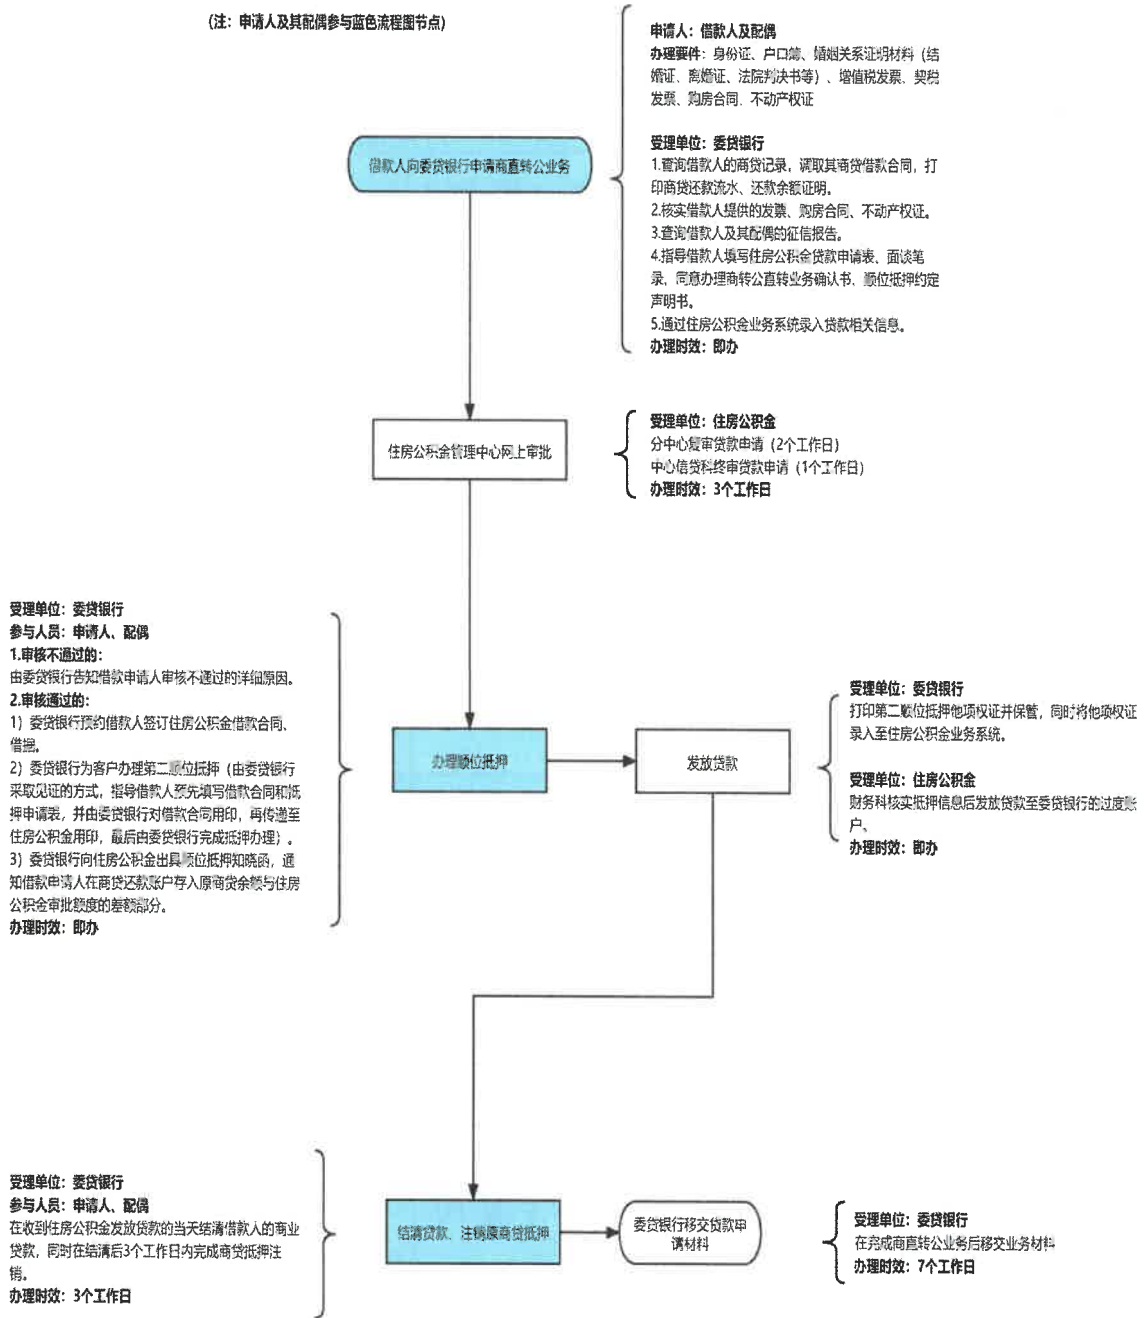 (注：申请人及其配偶参与蓝色流程图节点)
申请人：借款人及配偶
办理要件：身份证、户口簿、婚姻关系证明材料（结
婚证、离婚证、法院判决书等）、增值税发票、契税
发票、购房合同、不动产权证
受理单位：委贷银行
1.查询借款人的商贷记录，调取其商贷借款合同，打
印商贷还款流水、还款余额证明。
2.核实借款人提供的发票、购房合同、不动产权证。
3.查询借款人及其配偶的征信报告。
4.指导借款人填写住房公积金贷款申请表、面谈笔
录，同意办理商转公直转业务确认书、顺位抵押约定
声明书。
5.通过住房公积金业务系统录入贷款相关信息。
办理时效：即办
借款人向委贷银行申请商直转公业务
住房公积金管理中心网上审批
受理单位：住房公积金
分中心复审贷款申请（2个工作日）
中心信贷科终审贷款申请（1个工作日）
办理时效：3个工作日
受理单位：委贷银行
参与人员：申请人、配偶
1.审核不通过的：
由委贷银行告知借款申请人审核不通过的详细原因。
2.审核通过的：
1）委贷银行预约借款人签订住房公积金借款合同、
借据。
2）委贷银行为客户办理第二顺位抵押（由委贷银行
采取见证的方式，指导借款人预先填写借款合同和抵
押申请表，并由委贷银行对借款合同用印，再传递至
住房公积金用印，最后由委贷银行完成抵押办理）。
3）委贷银行向住房公积金出具顺位抵押知晓函，通
知借款申请人在商贷还款账户存入原商贷余额与住房
公积金审批额度的差额部分。
办理时效：即办
办理顺位抵押
发放贷款
受理单位：委贷银行
打印第二顺位抵押他项权证并保管，同时将他项权证
录入至住房公积金业务系统。
受理单位：住房公积金
财务科核实抵押信息后发放贷款至委贷银行的过度账
户、
办理时效：即办
受理单位：委贷银行
参与人员：申请人、配偶
在收到住房公积金发放贷款的当天结清借款人的商业
贷款，同时在结清后3个工作日内完成商贷抵押注
销。
办理时效：3个工作日
结清贷款、注销原商贷抵押
委贷银行移交贷款申
请材料
受理单位：委贷银行
在完成商直转公业务后移交业务材料
办理时效：7个工作日